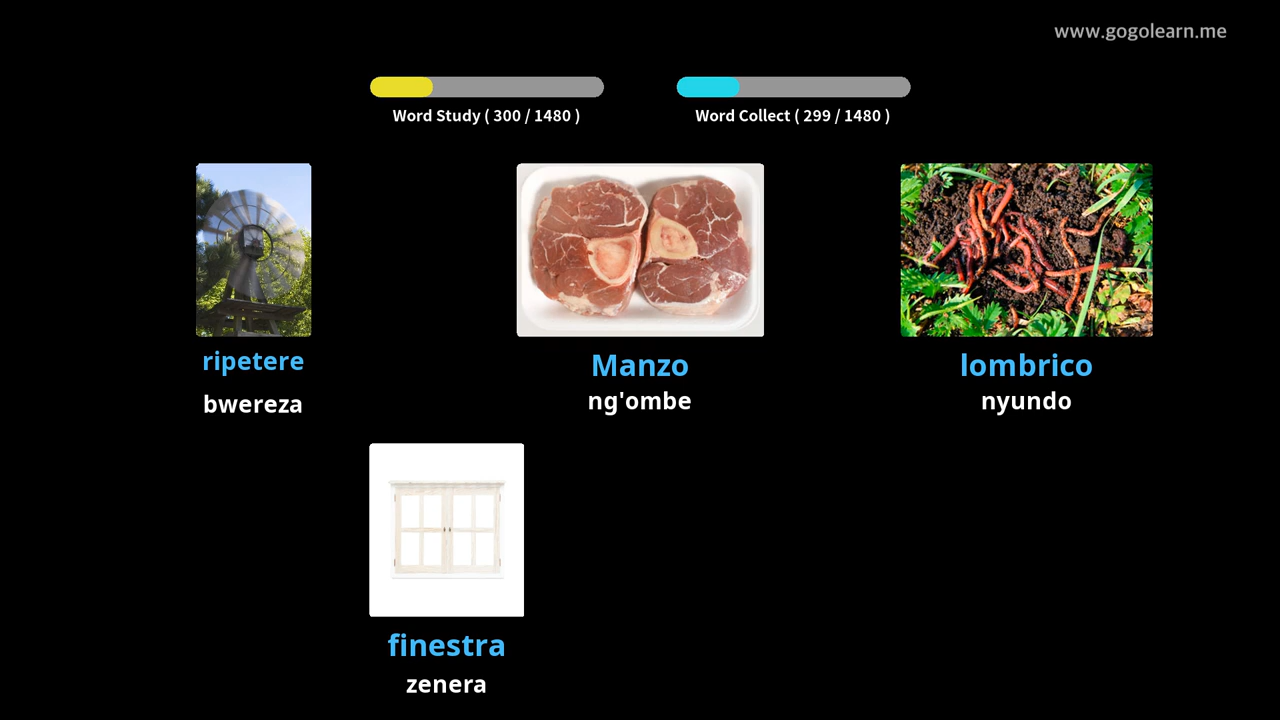 www.gogolearn.me
Word Study ( 300 / 1480 )
Word Collect ( 299 / 1480 )
ripetere
bwereza
Manzo
ng'ombe
lombrico
nyundo
finestra
zenera